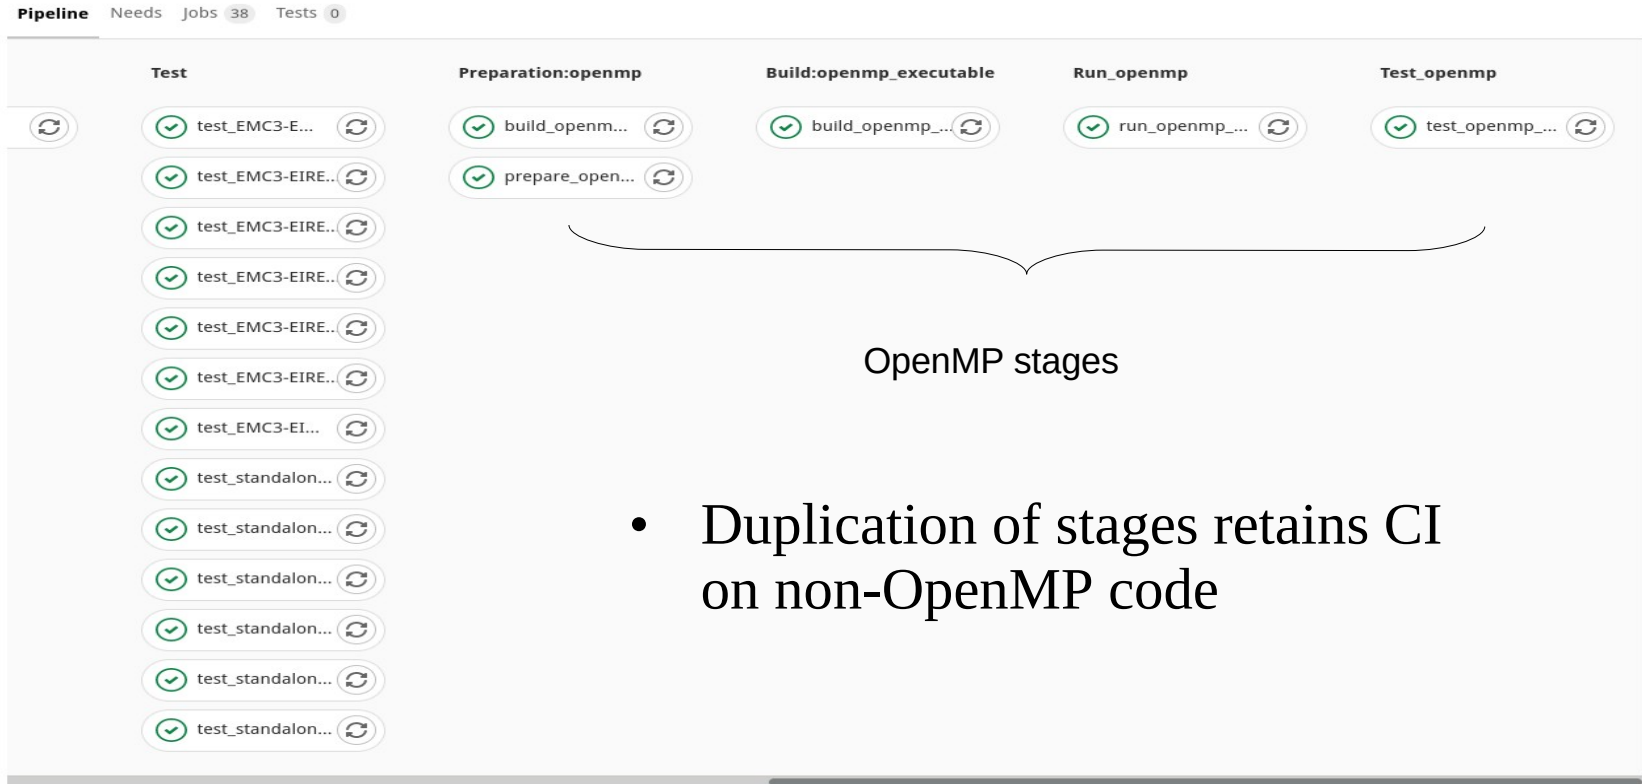 Pipeline Needs Jobs 38 Tests 0
Test Preparation:openmp Build:openmp_executable Run_openmp Test_openmp
test_EMC3-E... build_openm... build_openmp_... run_openmp_... test_openmp_...
test_EMC3-EIRE... prepare_open...
test_EMC3-EIRE...
test_EMC3-EIRE...
test_EMC3-EIRE...
test_EMC3-EIRE...
test_EMC3-EI...
test_standalon...
test_standalon...
test_standalon...
test_standalon...
test_standalon...
test_standalon...
OpenMP stages
• Duplication of stages retains CI
on non-OpenMP code